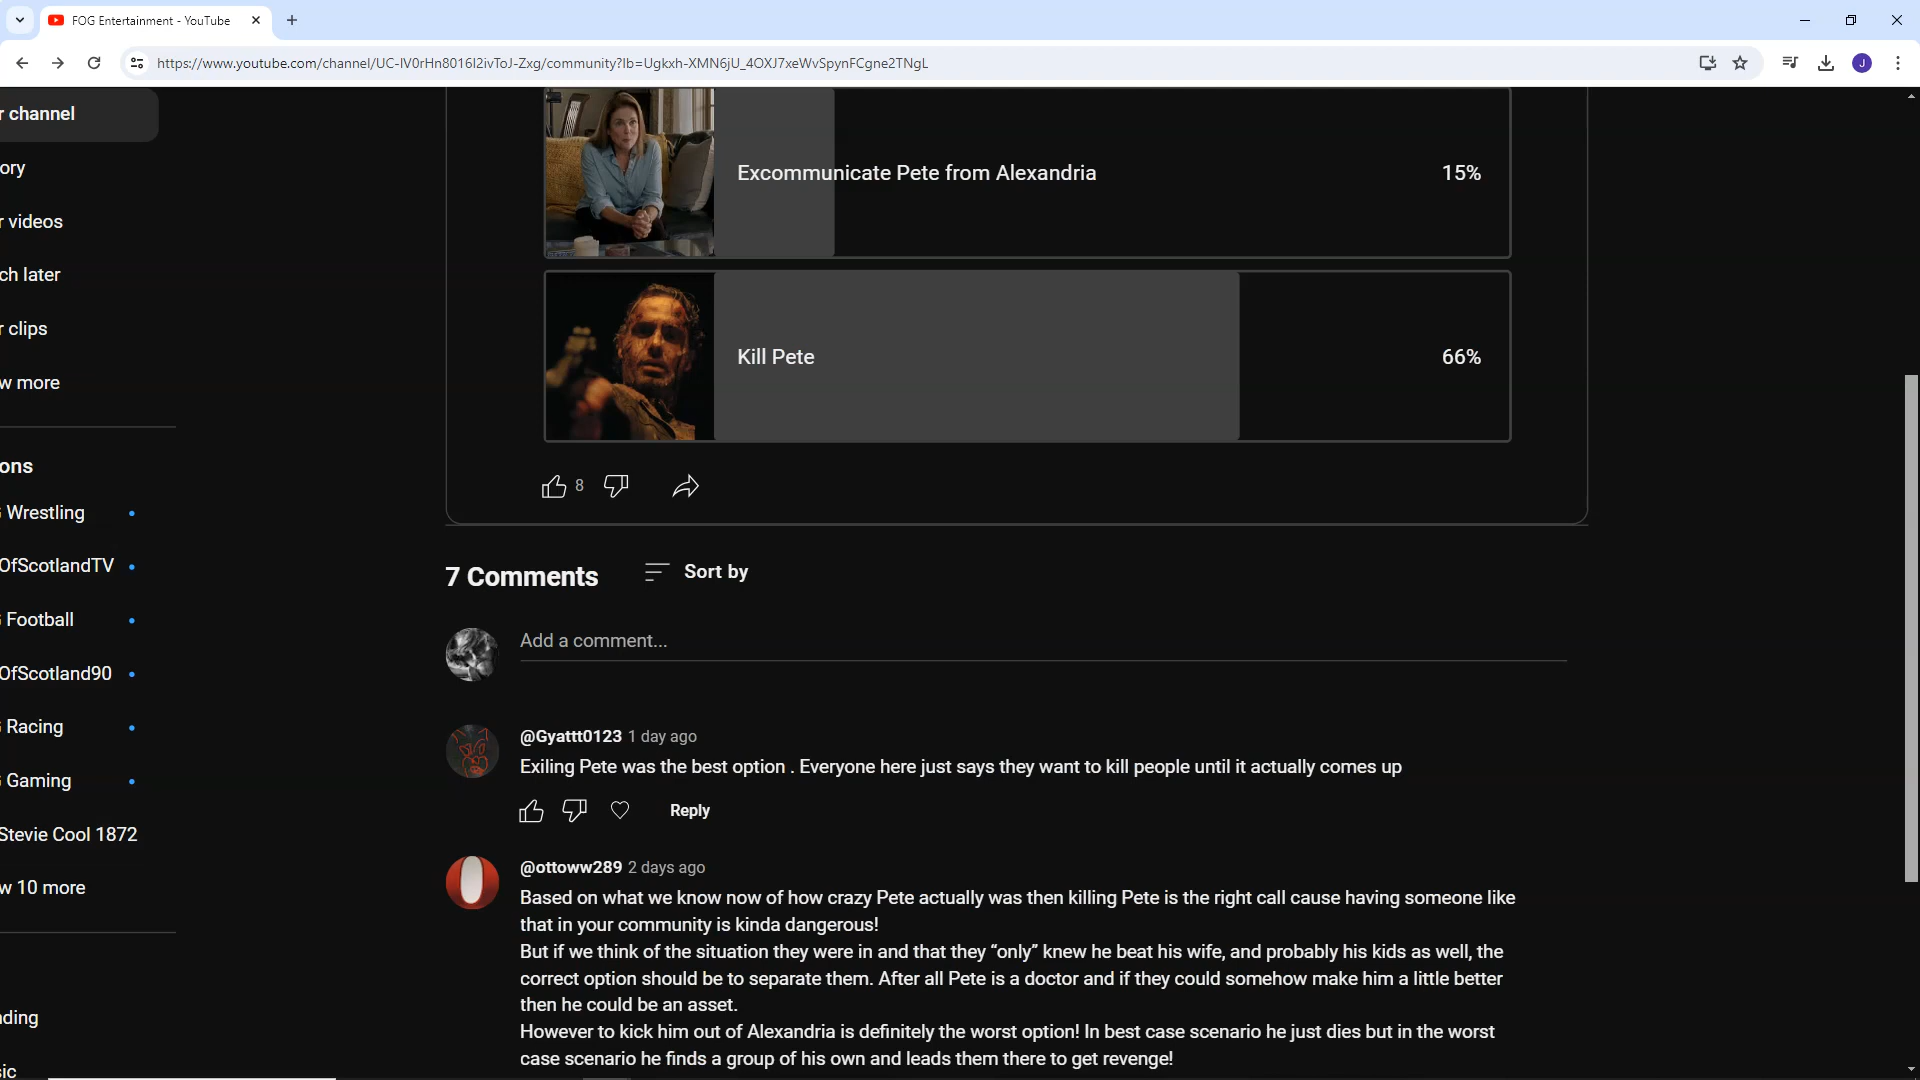 FOG Entertainment - YouTube
https://www.youtube.com/channel/UC-IV0rHn8016I2ivToJ-Zxg/community?lb=Ugkxh-XMN6jU_4OXJ7xeWvSpynFCgne2TNgL
J
r channel
ory
r videos
ch later
r clips
w more
ons
Wrestling
OfScotlandTV
Football
OfScotland90
Racing
Gaming
Stevie Cool 1872
w 10 more
ding
sic
Excommunicate Pete from Alexandria
15%
Kill Pete
66%
8
7 Comments
Sort by
Add a comment...
@Gyattt0123 1 day ago
Exiling Pete was the best option . Everyone here just says they want to kill people until it actually comes up
Reply
@ottoww289 2 days ago
Based on what we know now of how crazy Pete actually was then killing Pete is the right call cause having someone like
that in your community is kinda dangerous!
But if we think of the situation they were in and that they “only” knew he beat his wife, and probably his kids as well, the
correct option should be to separate them. After all Pete is a doctor and if they could somehow make him a little better
then he could be an asset.
However to kick him out of Alexandria is definitely the worst option! In best case scenario he just dies but in the worst
case scenario he finds a group of his own and leads them there to get revenge!